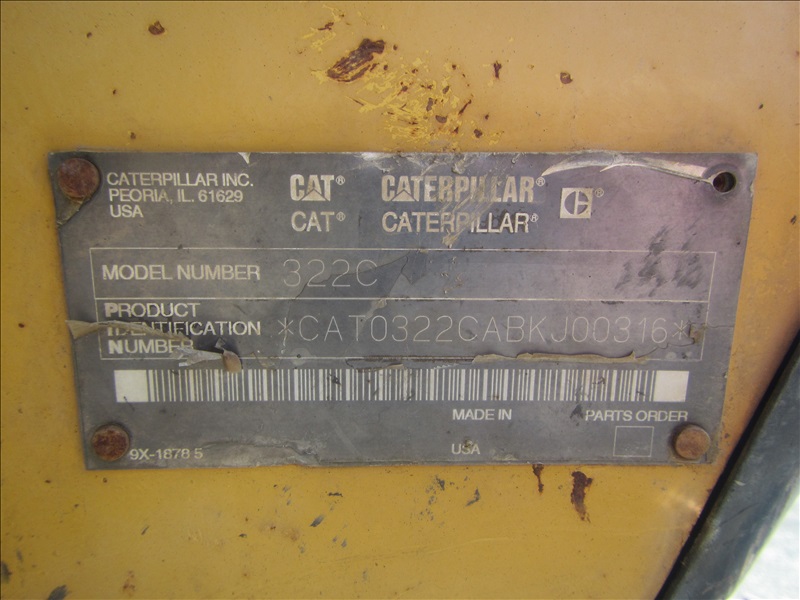 CATERPILLAR INC.
PEORIA, IL. 61629
USA
CAT® CATERPILLAR® ®
CAT® CATERPILLAR®
MODEL NUMBER 322C
PRODUCT
IDENTIFICATION *CAT0322CABKJ00316*
NUMBER
MADE IN PARTS ORDER
9X-1878 5 USA